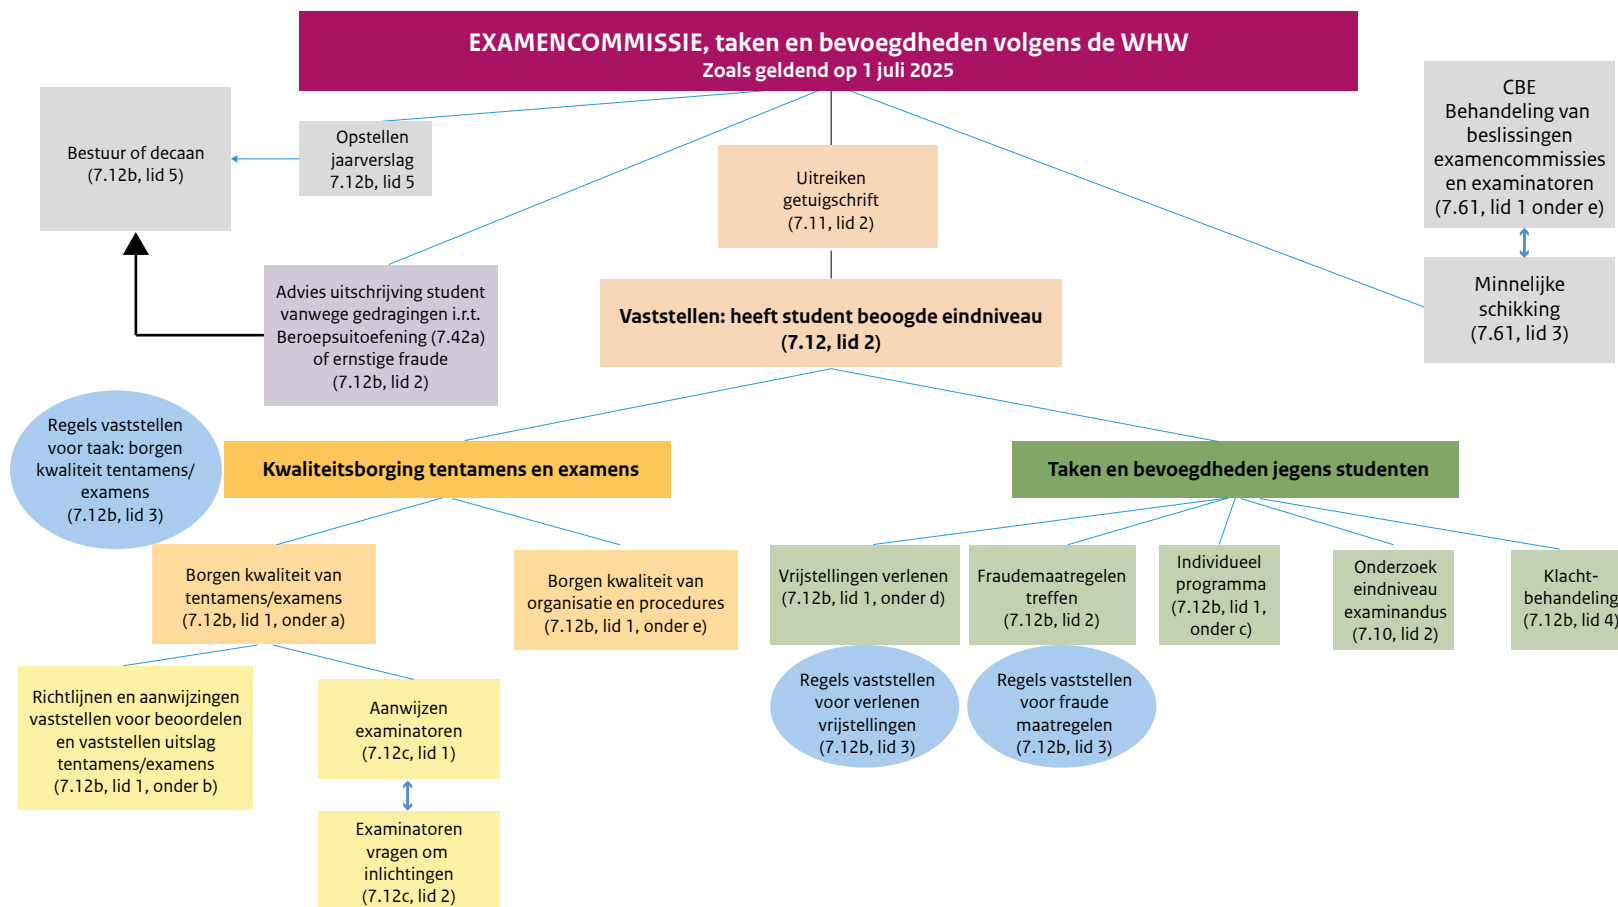 EXAMENCOMMISSIE, taken en bevoegdheden volgens de WHW
Zoals geldend op 1 juli 2025
Bestuur of decaan
(7.12b, lid 5)
Opstellen
jaarverslag
7.12b, lid 5
Uitreiken
getuigschrift
(7.11, lid 2)
CBE
Behandeling van
beslissingen
examencommissies
en examinatoren
(7.61, lid 1 onder e)
Minnelijke
schikking
(7.61, lid 3)
Advies uitschrijving student
vanwege gedragingen i.r.t.
Beroepsuitoefening (7.42a)
of ernstige fraude
(7.12b, lid 2)
Vaststellen: heeft student beoogde eindniveau
(7.12, lid 2)
Regels vaststellen
voor taak: borgen
kwaliteit tentamens/
examens
(7.12b, lid 3)
Kwaliteitsborging tentamens en examens
Taken en bevoegdheden jegens studenten
Borgen kwaliteit van
tentamens/examens
(7.12b, lid 1, onder a)
Borgen kwaliteit van
organisatie en procedures
(7.12b, lid 1, onder e)
Vrijstellingen verlenen
(7.12b, lid 1, onder d)
Fraudemaatregelen
treffen
(7.12b, lid 2)
Individueel
programma
(7.12b, lid 1,
onder c)
Onderzoek
eindniveau
examinandus
(7.10, lid 2)
Klacht-
behandeling
(7.12b, lid 4)
Richtlijnen en aanwijzingen
vaststellen voor beoordelen
en vaststellen uitslag
tentamens/examens
(7.12b, lid 1, onder b)
Aanwijzen
examinatoren
(7.12c, lid 1)
Regels vaststellen
voor verlenen
vrijstellingen
(7.12b, lid 3)
Regels vaststellen
voor fraude
maatregelen
(7.12b, lid 3)
Examinatoren
vragen om
inlichtingen
(7.12c, lid 2)